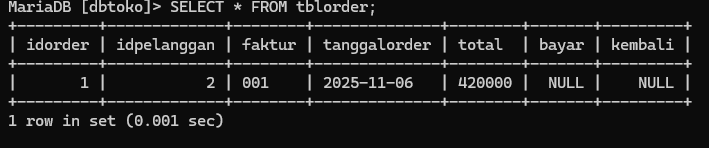 MariaDB [dbtoko]> SELECT * FROM tblorder;
+---------+-------------+--------+--------------+--------+-------+---------+
| idorder | idpelanggan | faktur | tanggalorder | total  | bayar | kembali |
+---------+-------------+--------+--------------+--------+-------+---------+
|       1 |           2 | 001    | 2025-11-06   | 420000 |  NULL |    NULL |
+---------+-------------+--------+--------------+--------+-------+---------+
1 row in set (0.001 sec)